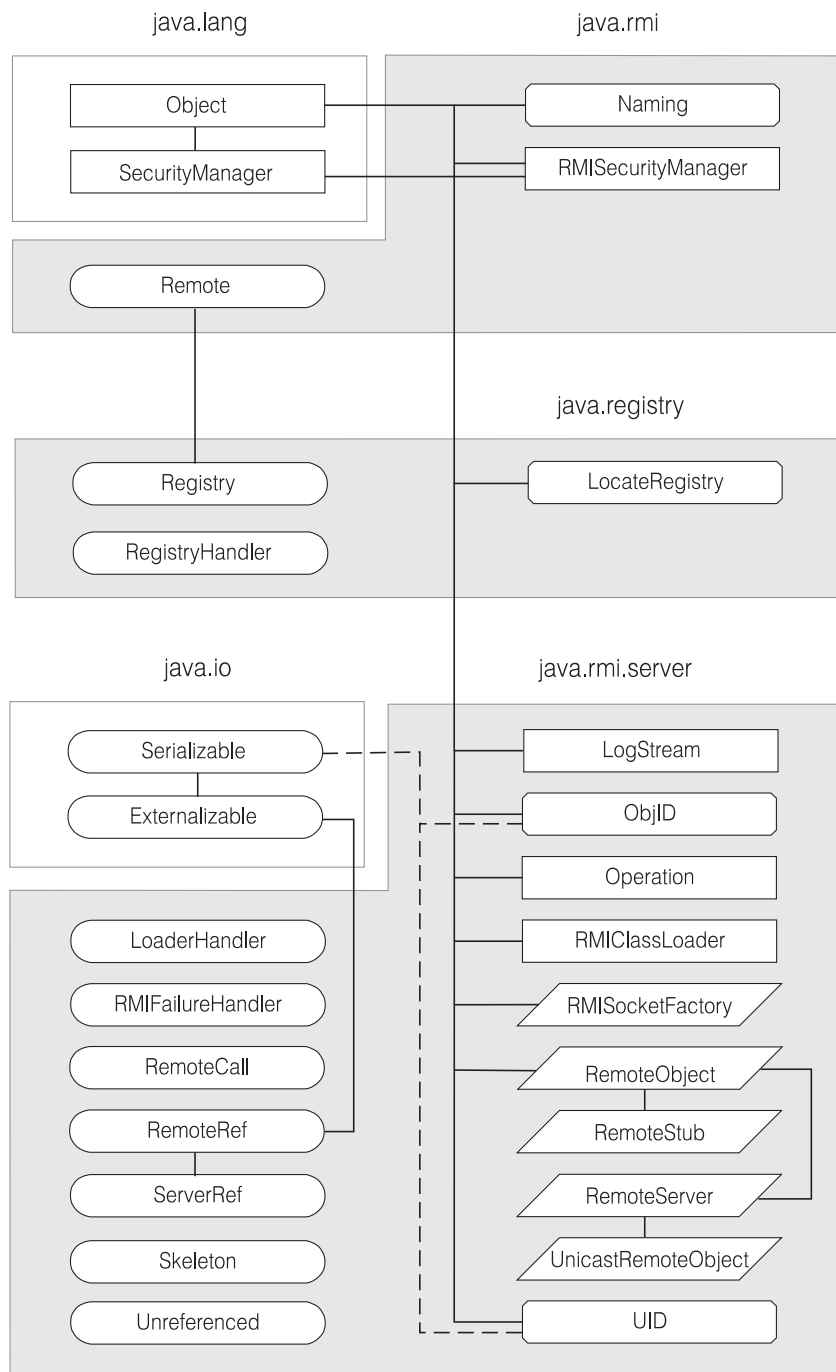 java.lang
java.rmi
Object
Naming
SecurityManager
RMISecurityManager
Remote
java.registry
Registry
LocateRegistry
RegistryHandler
java.io
java.rmi.server
Serializable
LogStream
Externalizable
ObjID
Operation
LoaderHandler
RMIClassLoader
RMIFailureHandler
RMISocketFactory
RemoteCall
RemoteObject
RemoteRef
RemoteStub
ServerRef
RemoteServer
Skeleton
UnicastRemoteObject
Unreferenced
UID